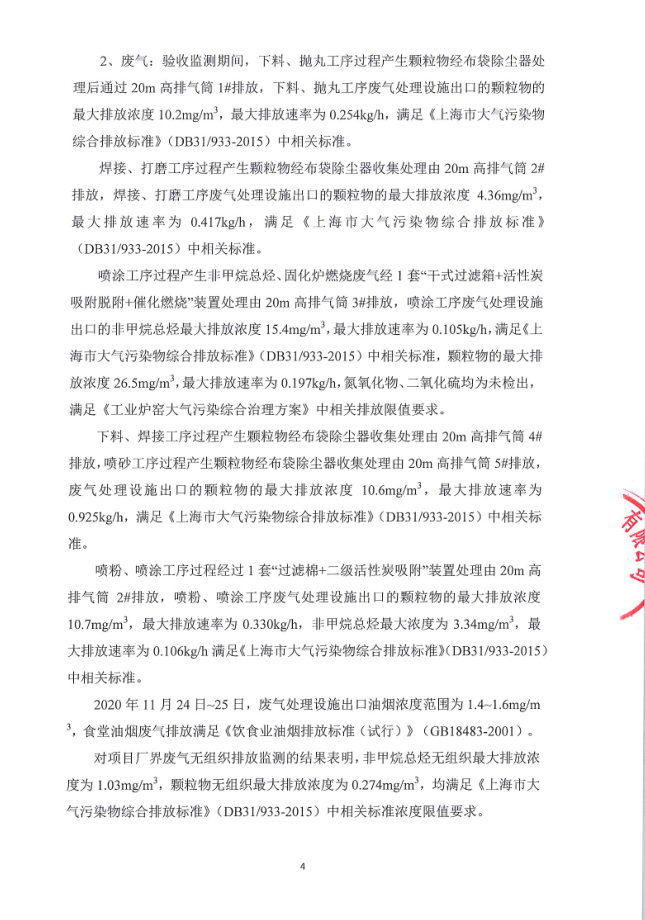 2、废气：验收监测期间，下料、抛丸工序过程产生颗粒物经布袋除尘器处
理后通过 20m 高排气筒 1#排放，下料、抛丸工序废气处理设施出口的颗粒物的
最大排放浓度 10.2mg/m³，最大排放速率为 0.254kg/h，满足《上海市大气污染物
综合排放标准》（DB31/933-2015）中相关标准。
焊接、打磨工序过程产生颗粒物经布袋除尘器收集处理由 20m 高排气筒 2#
排放，焊接、打磨工序废气处理设施出口的颗粒物的最大排放浓度 4.36mg/m³，
最大排放速率为 0.417kg/h，满足《上海市大气污染物综合排放标准》
（DB31/933-2015）中相关标准。
喷涂工序过程产生非甲烷总烃、固化炉燃烧废气经 1 套“干式过滤箱+活性炭
吸附脱附+催化燃烧”装置处理由 20m 高排气筒 3#排放，喷涂工序废气处理设施
出口的非甲烷总烃最大排放浓度 15.4mg/m³，最大排放速率为 0.105kg/h，满足《上
海市大气污染物综合排放标准》（DB31/933-2015）中相关标准，颗粒物的最大排
放浓度 26.5mg/m³，最大排放速率为 0.197kg/h，氮氧化物、二氧化硫均为未检出，
满足《工业炉窑大气污染综合治理方案》中相关排放限值要求。
下料、焊接工序过程产生颗粒物经布袋除尘器收集处理由 20m 高排气筒 4#
排放，喷砂工序过程产生颗粒物经布袋除尘器收集处理由 20m 高排气筒 5#排放，
废气处理设施出口的颗粒物的最大排放浓度 10.6mg/m³，最大排放速率为
0.925kg/h，满足《上海市大气污染物综合排放标准》（DB31/933-2015）中相关标
准。
喷粉、喷涂工序过程经过 1 套“过滤棉+二级活性炭吸附”装置处理由 20m 高
排气筒 2#排放，喷粉、喷涂工序废气处理设施出口的颗粒物的最大排放浓度
10.7mg/m³，最大排放速率为 0.330kg/h，非甲烷总烃最大浓度为 3.34mg/m³，最
大排放速率为 0.106kg/h 满足《上海市大气污染物综合排放标准》（DB31/933-2015）
中相关标准。
2020 年 11 月 24 日~25 日，废气处理设施出口油烟浓度范围为 1.4~1.6mg/m
³，食堂油烟废气排放满足《饮食业油烟排放标准（试行）》（GB18483-2001）。
对项目厂界废气无组织排放监测的结果表明，非甲烷总烃无组织最大排放浓
度为 1.03mg/m³，颗粒物无组织最大排放浓度为 0.274mg/m³，均满足《上海市大
气污染物综合排放标准》（DB31/933-2015）中相关标准浓度限值要求。
有限公司
4